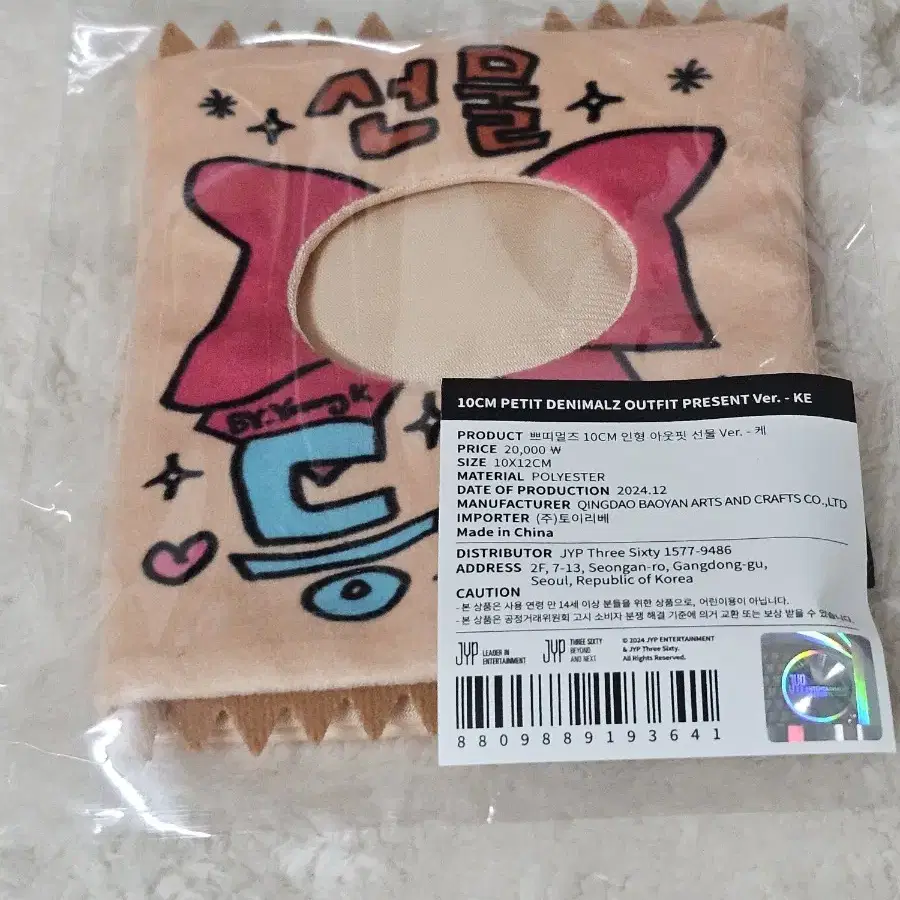 선물
BY. Young K.
등
10CM PETIT DENIMALZ OUTFIT PRESENT Ver. - KE
PRODUCT 쁘띠멀즈 10CM 인형 아웃핏 선물 Ver. - 케
PRICE 20,000 ₩
SIZE 10X12CM
MATERIAL POLYESTER
DATE OF PRODUCTION 2024.12
MANUFACTURER QINGDAO BAOYAN ARTS AND CRAFTS CO.,LTD
IMPORTER (주)토이리베
Made in China
DISTRIBUTOR JYP Three Sixty 1577-9486
ADDRESS 2F, 7-13, Seongan-ro, Gangdong-gu,
Seoul, Republic of Korea
CAUTION
- 본 상품은 사용 연령 만 14세 이상 분들을 위한 상품으로, 어린이용이 아닙니다.
- 본 상품은 공정거래위원회 고시 소비자 분쟁 해결 기준에 의거 교환 또는 보상 받을 수 있습니다.
JYP LEADER IN ENTERTAINMENT
JYP THREE SIXTY BEYOND AND NEXT
© 2024 JYP ENTERTAINMENT
& JYP Three Sixty.
All Rights Reserved.
JYP ENTERTAINMENT
8809889193641